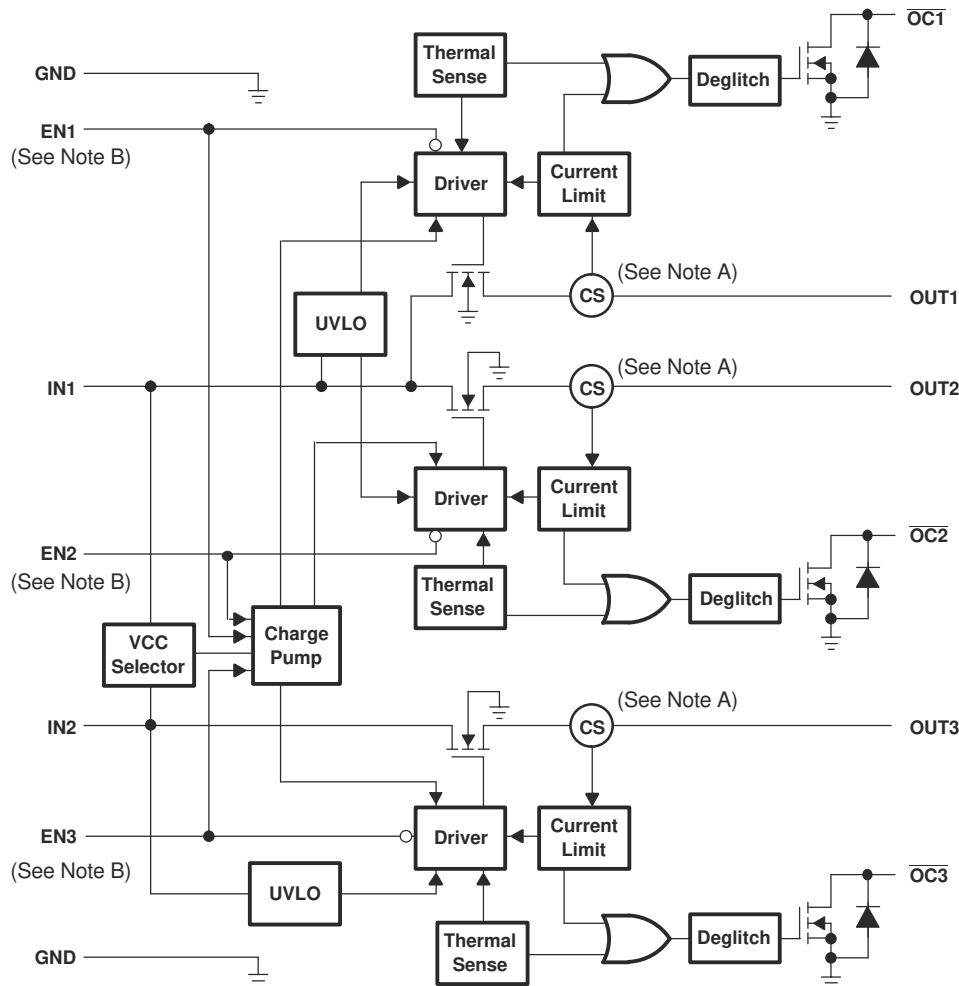 OC1
Thermal
Sense
GND
Deglitch
EN1
(See Note B)
Driver
Current
Limit
(See Note A)
CS
OUT1
UVLO
(See Note A)
IN1
CS
OUT2
Driver
Current
Limit
OC2
EN2
(See Note B)
Thermal
Sense
Deglitch
VCC
Selector
Charge
Pump
(See Note A)
IN2
CS
OUT3
EN3
Driver
Current
Limit
(See Note B)
OC3
UVLO
Thermal
Sense
Deglitch
GND